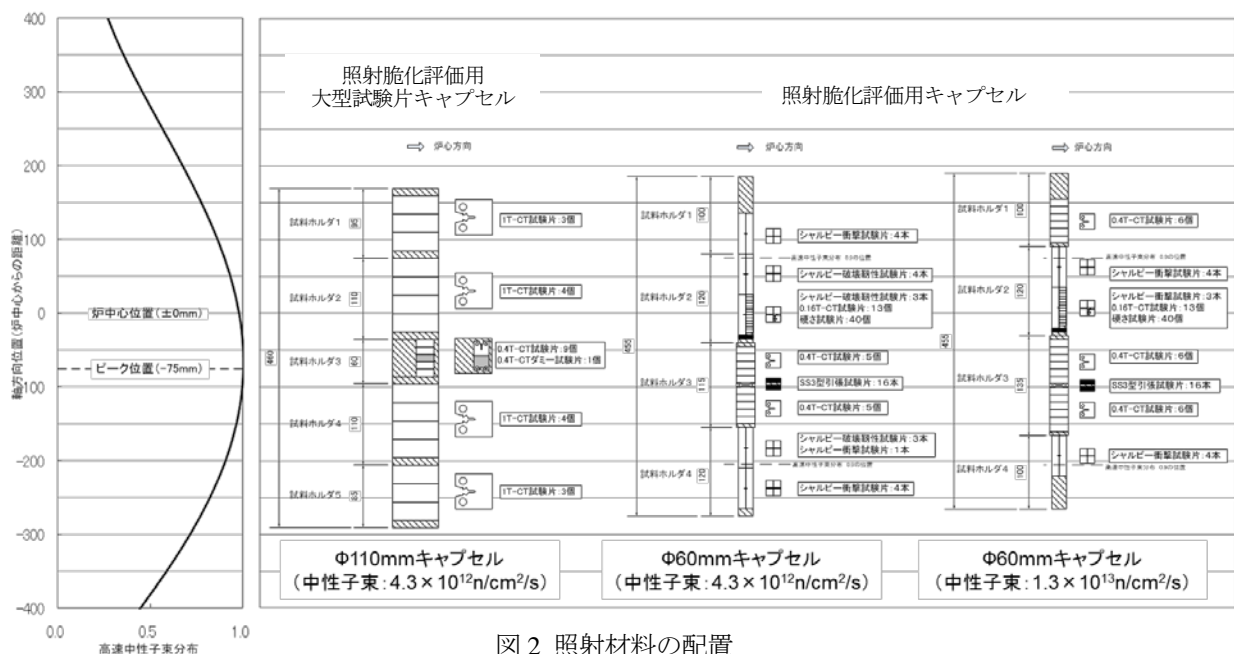 400
300
200
100
0
-100
-200
-300
-400
軸方向位置(炉中心からの距離)
0.0
0.5
1.0
高速中性子束分布
炉中心位置(±0mm)
ピーク位置(-75mm)
照射脆化評価用
大型試験片キャプセル
炉心方向
試料ホルダ1
試料ホルダ2
試料ホルダ3
試料ホルダ4
試料ホルダ5
460
90
110
60
110
85
1T-CT試験片:3個
1T-CT試験片:4個
0.4T-CT試験片:9個
0.4T-CTダミー試験片:1個
1T-CT試験片:4個
1T-CT試験片:3個
Φ110mmキャプセル
(中性子束:4.3×10¹²n/cm²/s)
照射脆化評価用キャプセル
炉心方向
試料ホルダ1
試料ホルダ2
試料ホルダ3
試料ホルダ4
455
100
120
115
120
シャルピー衝撃試験片:4本
シャルピー破壊靭性試験片:4本
シャルピー破壊靭性試験片:3本
0.16T-CT試験片:13個
硬さ試験片:40個
0.4T-CT試験片:5個
SS3型引張試験片:16本
0.4T-CT試験片:5個
シャルピー破壊靭性試験片:3本
シャルピー衝撃試験片:1本
シャルピー衝撃試験片:4本
Φ60mmキャプセル
(中性子束:4.3×10¹²n/cm²/s)
炉心方向
試料ホルダ1
試料ホルダ2
試料ホルダ3
試料ホルダ4
455
100
120
135
100
0.4T-CT試験片:6個
シャルピー衝撃試験片:4本
シャルピー衝撃試験片:3本
0.16T-CT試験片:13個
硬さ試験片:40個
0.4T-CT試験片:6個
SS3型引張試験片:16本
0.4T-CT試験片:6個
シャルピー衝撃試験片:4本
Φ60mmキャプセル
(中性子束:1.3×10¹³n/cm²/s)
図2 照射材料の配置